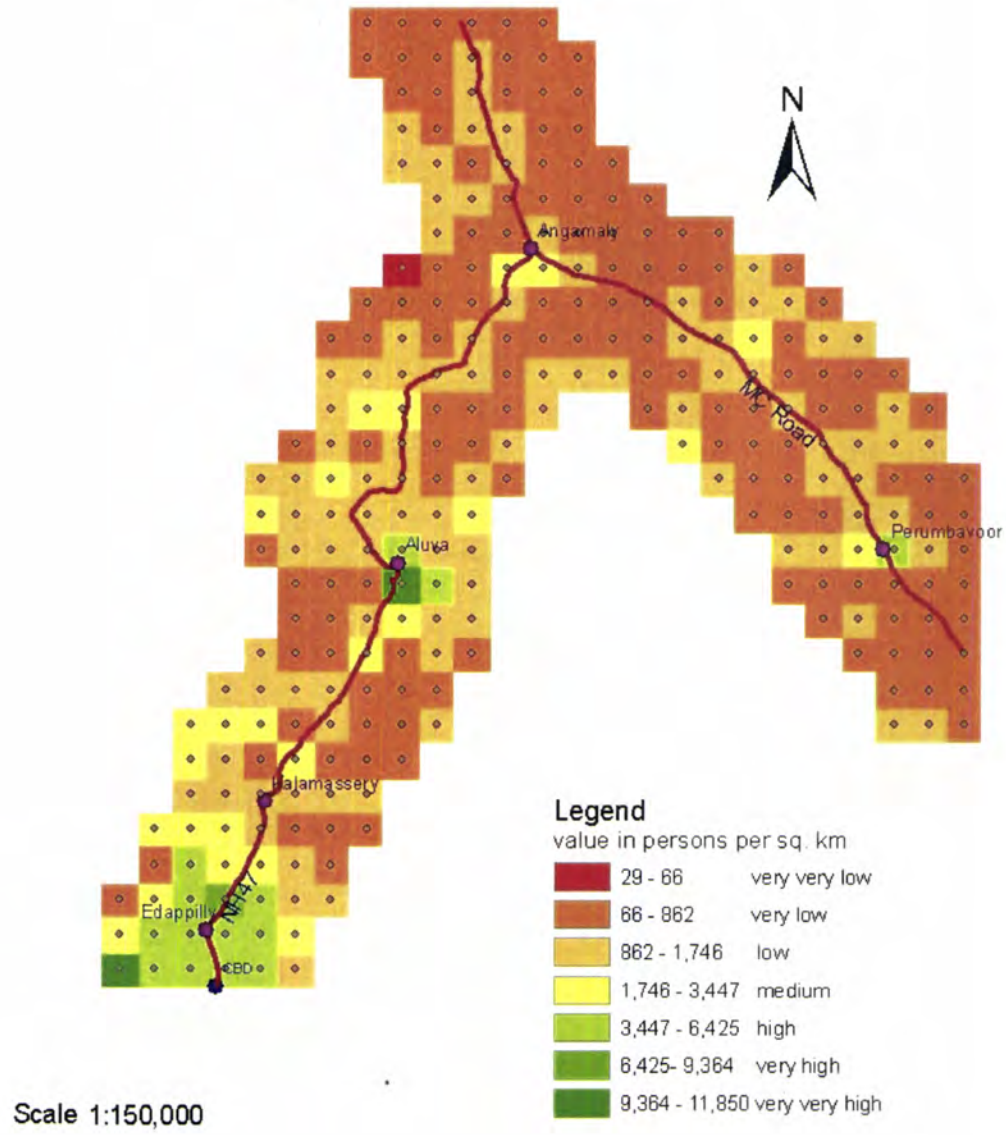 N
Angamaly
MC Road
Perumbavoor
Aluva
Kalamassery
NH47
Edappilly
CBD
Legend
value in persons per sq. km
29 - 66 very very low
66 - 862 very low
862 - 1,746 low
1,746 - 3,447 medium
3,447 - 6,425 high
6,425- 9,364 very high
9,364 - 11,850 very very high
Scale 1:150,000